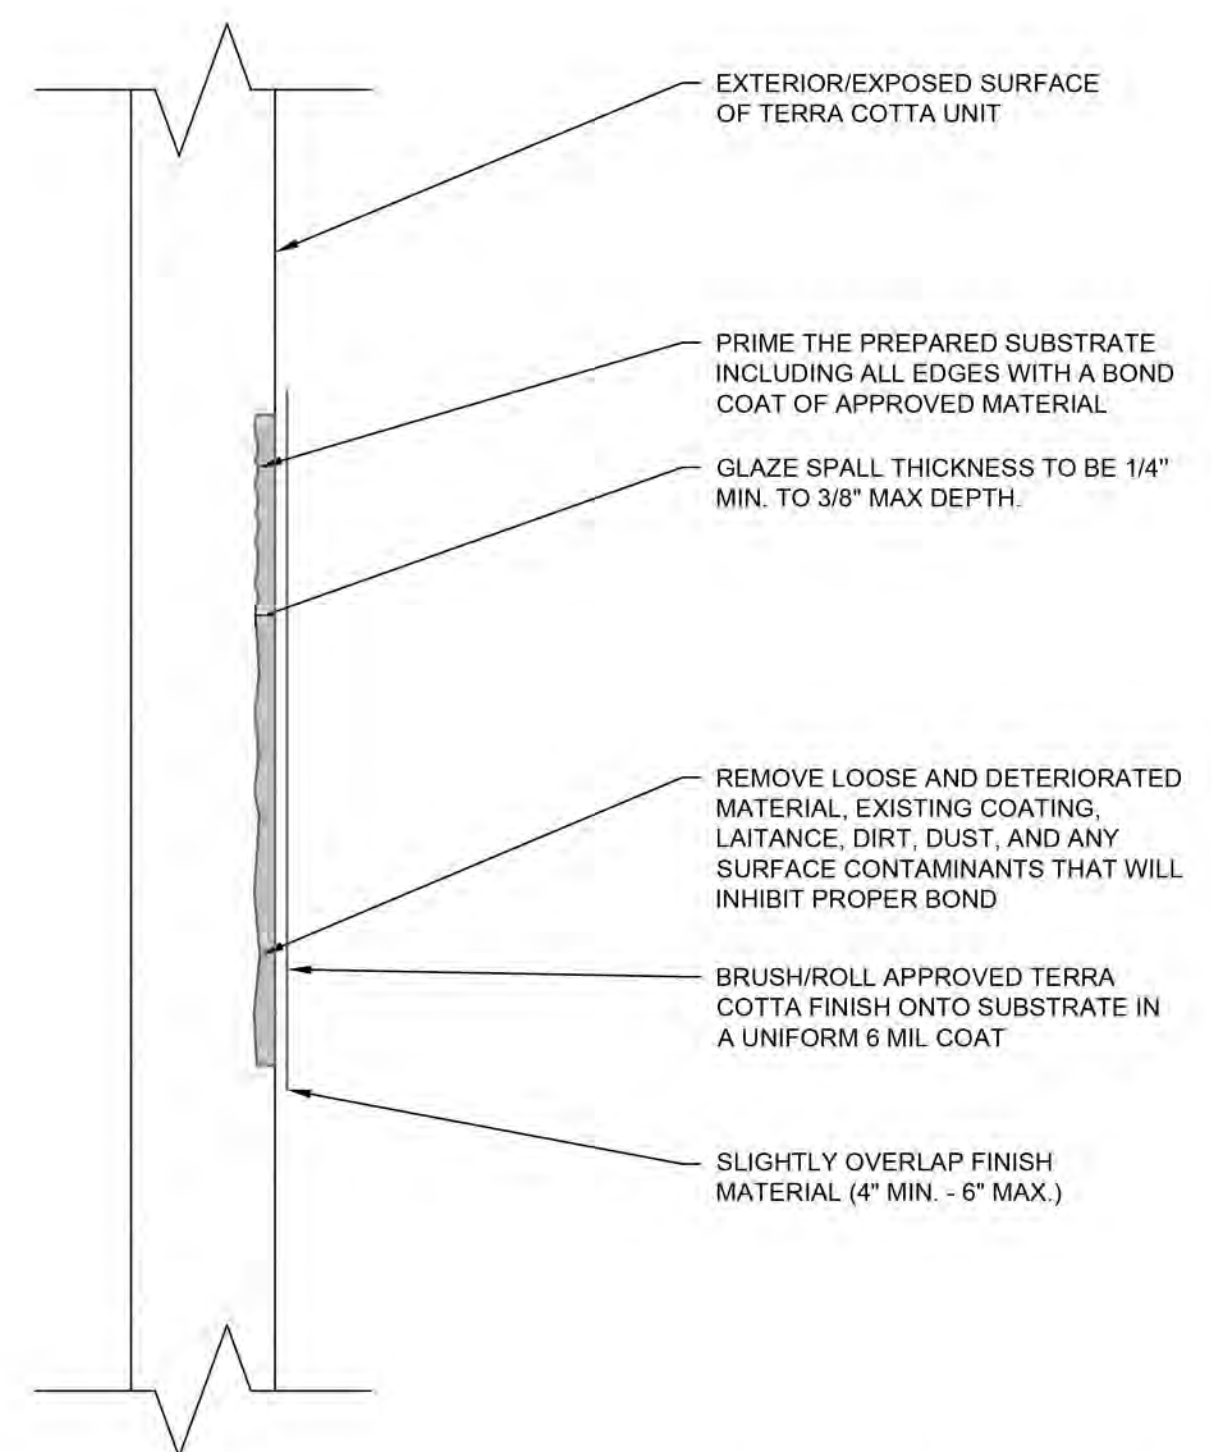 EXTERIOR/EXPOSED SURFACE
OF TERRA COTTA UNIT
PRIME THE PREPARED SUBSTRATE
INCLUDING ALL EDGES WITH A BOND
COAT OF APPROVED MATERIAL
GLAZE SPALL THICKNESS TO BE 1/4"
MIN. TO 3/8" MAX DEPTH.
REMOVE LOOSE AND DETERIORATED
MATERIAL, EXISTING COATING,
LAITANCE, DIRT, DUST, AND ANY
SURFACE CONTAMINANTS THAT WILL
INHIBIT PROPER BOND
BRUSH/ROLL APPROVED TERRA
COTTA FINISH ONTO SUBSTRATE IN
A UNIFORM 6 MIL COAT
SLIGHTLY OVERLAP FINISH
MATERIAL (4" MIN. - 6" MAX.)